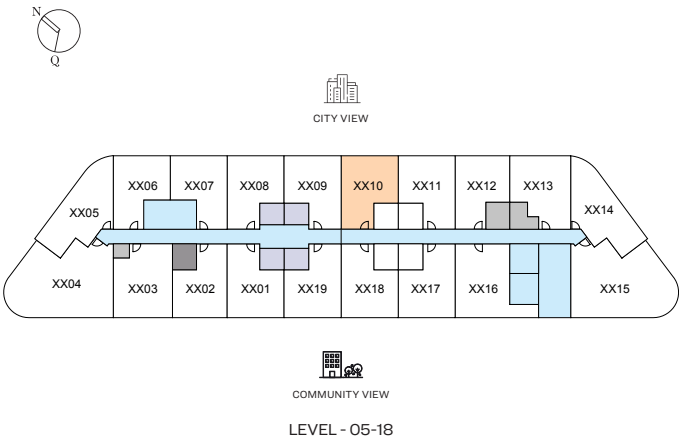 N
Q
CITY VIEW
XX06 XX07 XX08 XX09 XX10 XX11 XX12 XX13
XX05 XX14
XX04 XX03 XX02 XX01 XX19 XX18 XX17 XX16 XX15
COMMUNITY VIEW
LEVEL - 05-18